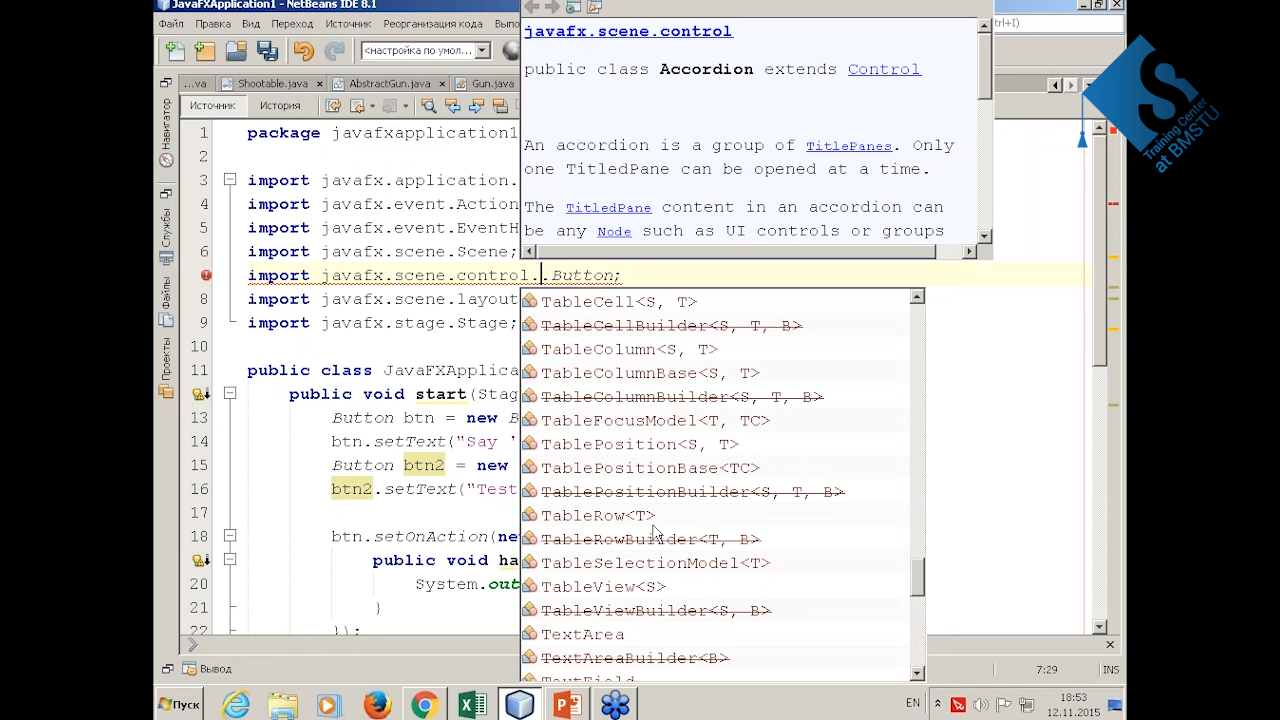 JavaFXApplication1 - NetBeans IDE 8.1
Файл Правка Вид Переход Источник Реорганизация кода
trl+I)
<настройка по умол...
...va Shootable.java AbstractGun.java Gun.java
Источник История
Навигатор
Службы
Файлы
Проекты
1 package javafxapplication1
2
3 import javafx.application.
4 import javafx.event.Action
5 import javafx.event.EventH
6 import javafx.scene.Scene;
import javafx.scene.control..Button;
8 import javafx.scene.layout
9 import javafx.stage.Stage;
10
11 public class JavaFXApplication
public void start(Stag
13 Button btn = new B
14 btn.setText("Say '
15 Button btn2 = new
16 btn2.setText("Test
17
18 btn.setOnAction(ne
public void ha
20 System.out
21 }
22 });
javafx.scene.control
public class Accordion extends Control
An accordion is a group of TitlePanes. Only
one TitledPane can be opened at a time.
The TitledPane content in an accordion can
be any Node such as UI controls or groups
TableCell<S, T>
TableCellBuilder<S, T, B>
TableColumn<S, T>
TableColumnBase<S, T>
TableColumnBuilder<S, T, B>
TableFocusModel<T, TC>
TablePosition<S, T>
TablePositionBase<TC>
TablePositionBuilder<S, T, B>
TableRow<T>
TableRowBuilder<T, B>
TableSelectionModel<T>
TableView<S>
TableViewBuilder<S, B>
TextArea
TextAreaBuilder<B>
TextField
Training Center
at BMSTU
Вывод
7:29 INS
Пуск
EN
18:53
12.11.2015